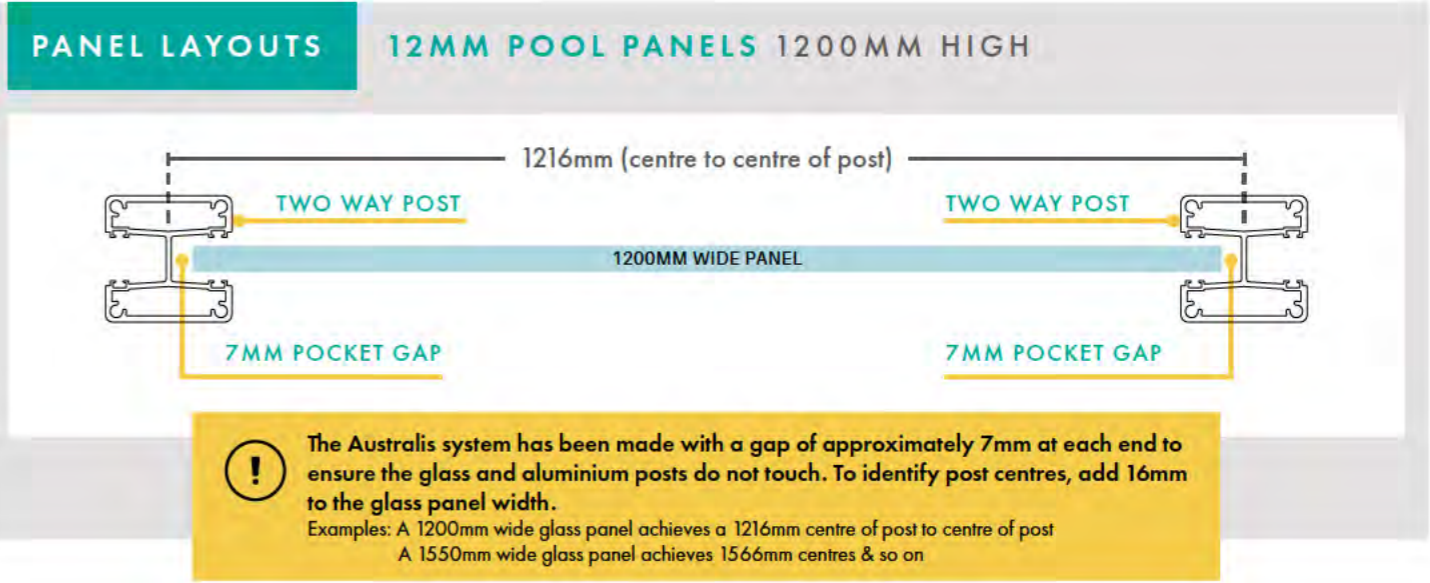 PANEL LAYOUTS
12MM POOL PANELS 1200MM HIGH
1216mm (centre to centre of post)
TWO WAY POST
TWO WAY POST
1200MM WIDE PANEL
7MM POCKET GAP
7MM POCKET GAP
!
The Australis system has been made with a gap of approximately 7mm at each end to
ensure the glass and aluminium posts do not touch. To identify post centres, add 16mm
to the glass panel width.
Examples: A 1200mm wide glass panel achieves a 1216mm centre of post to centre of post
A 1550mm wide glass panel achieves 1566mm centres & so on